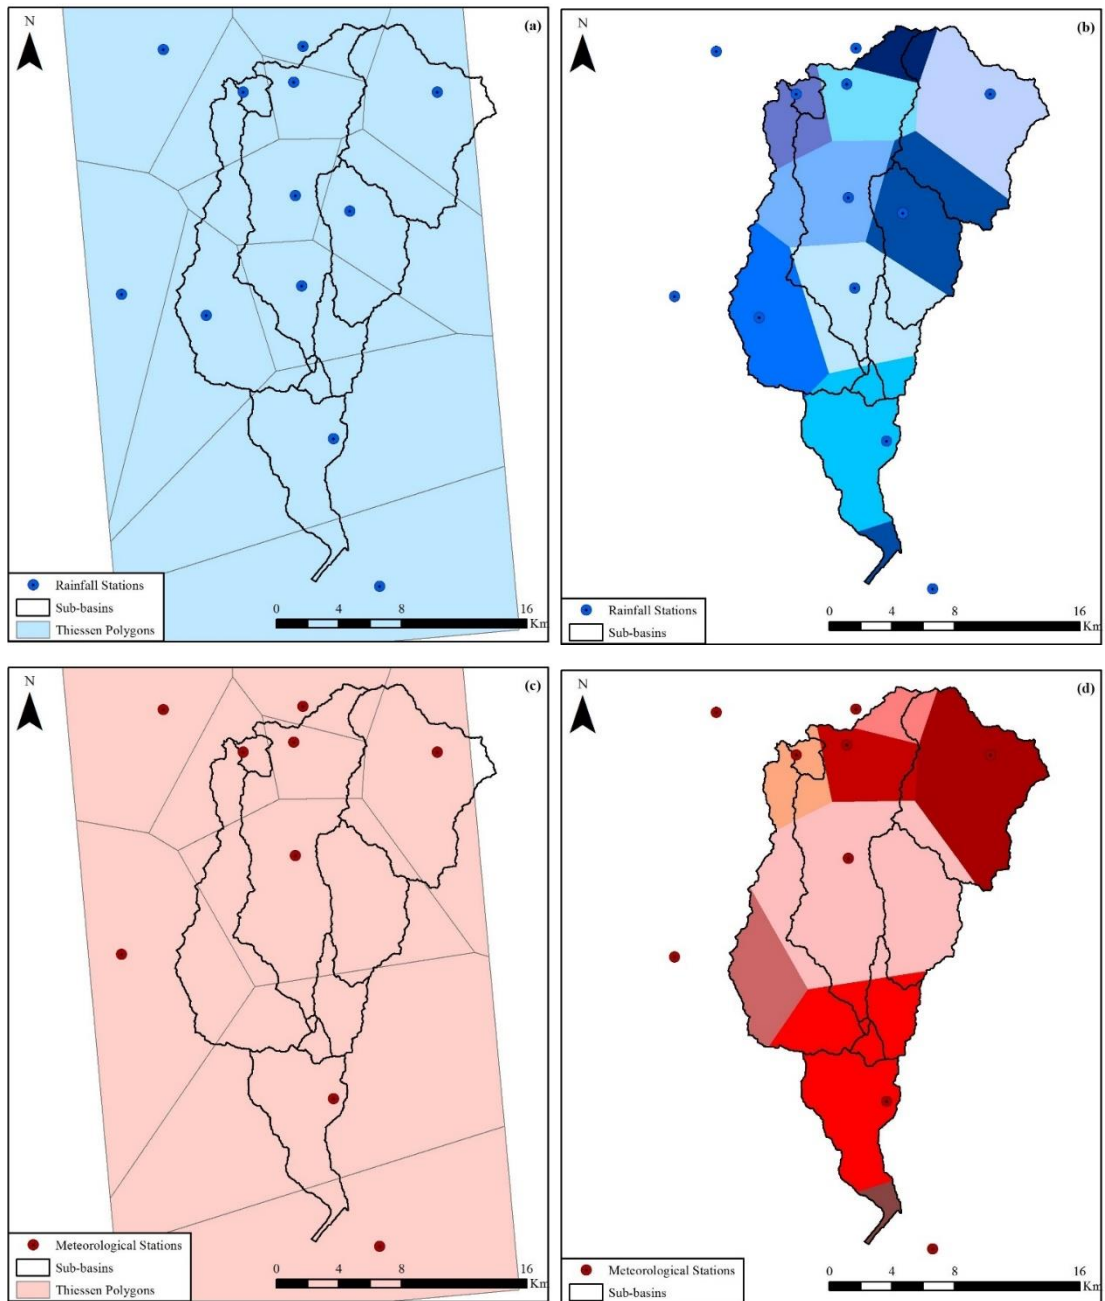 N
(a)
Rainfall Stations
Sub-basins
Thiessen Polygons
0 4 8 16
Km
N
(b)
Rainfall Stations
Sub-basins
0 4 8 16
Km
N
(c)
Meteorological Stations
Sub-basins
Thiessen Polygons
0 4 8 16
Km
N
(d)
Meteorological Stations
Sub-basins
0 4 8 16
Km